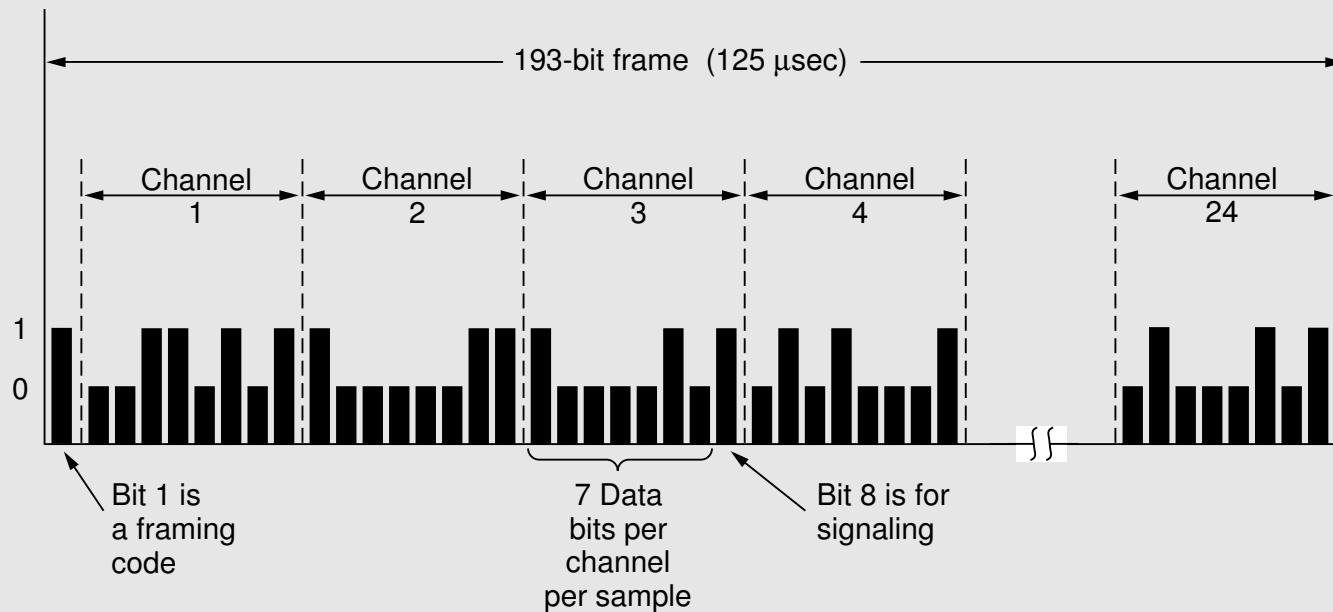 193-bit frame (125 μsec)
Channel
1
Channel
2
Channel
3
Channel
4
Channel
24
1
0
Bit 1 is
a framing
code
7 Data
bits per
channel
per sample
Bit 8 is for
signaling